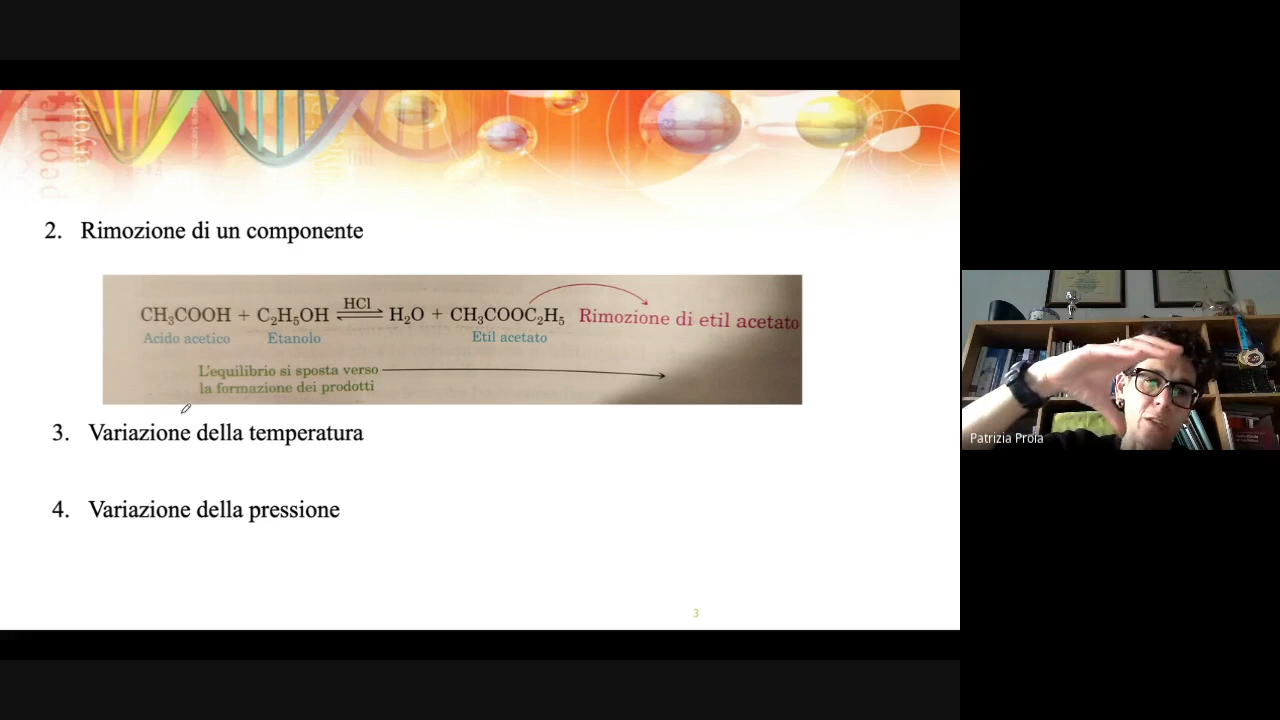 people
eryone
2. Rimozione di un componente
HCl
CH₃COOH + C₂H₅OH ⇌ H₂O + CH₃COOC₂H₅ Rimozione di etil acetato
Acido acetico Etanolo Etil acetato
L'equilibrio si sposta verso
la formazione dei prodotti
3. Variazione della temperatura
4. Variazione della pressione
3
Patrizia Proia